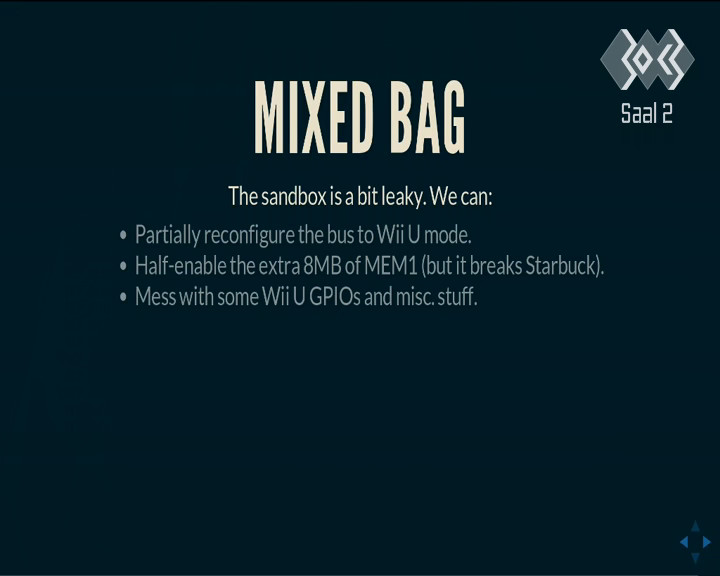 Saal 2
MIXED BAG
The sandbox is a bit leaky. We can:
• Partially reconfigure the bus to Wii U mode.
• Half-enable the extra 8MB of MEM1 (but it breaks Starbuck).
• Mess with some Wii U GPIOs and misc. stuff.